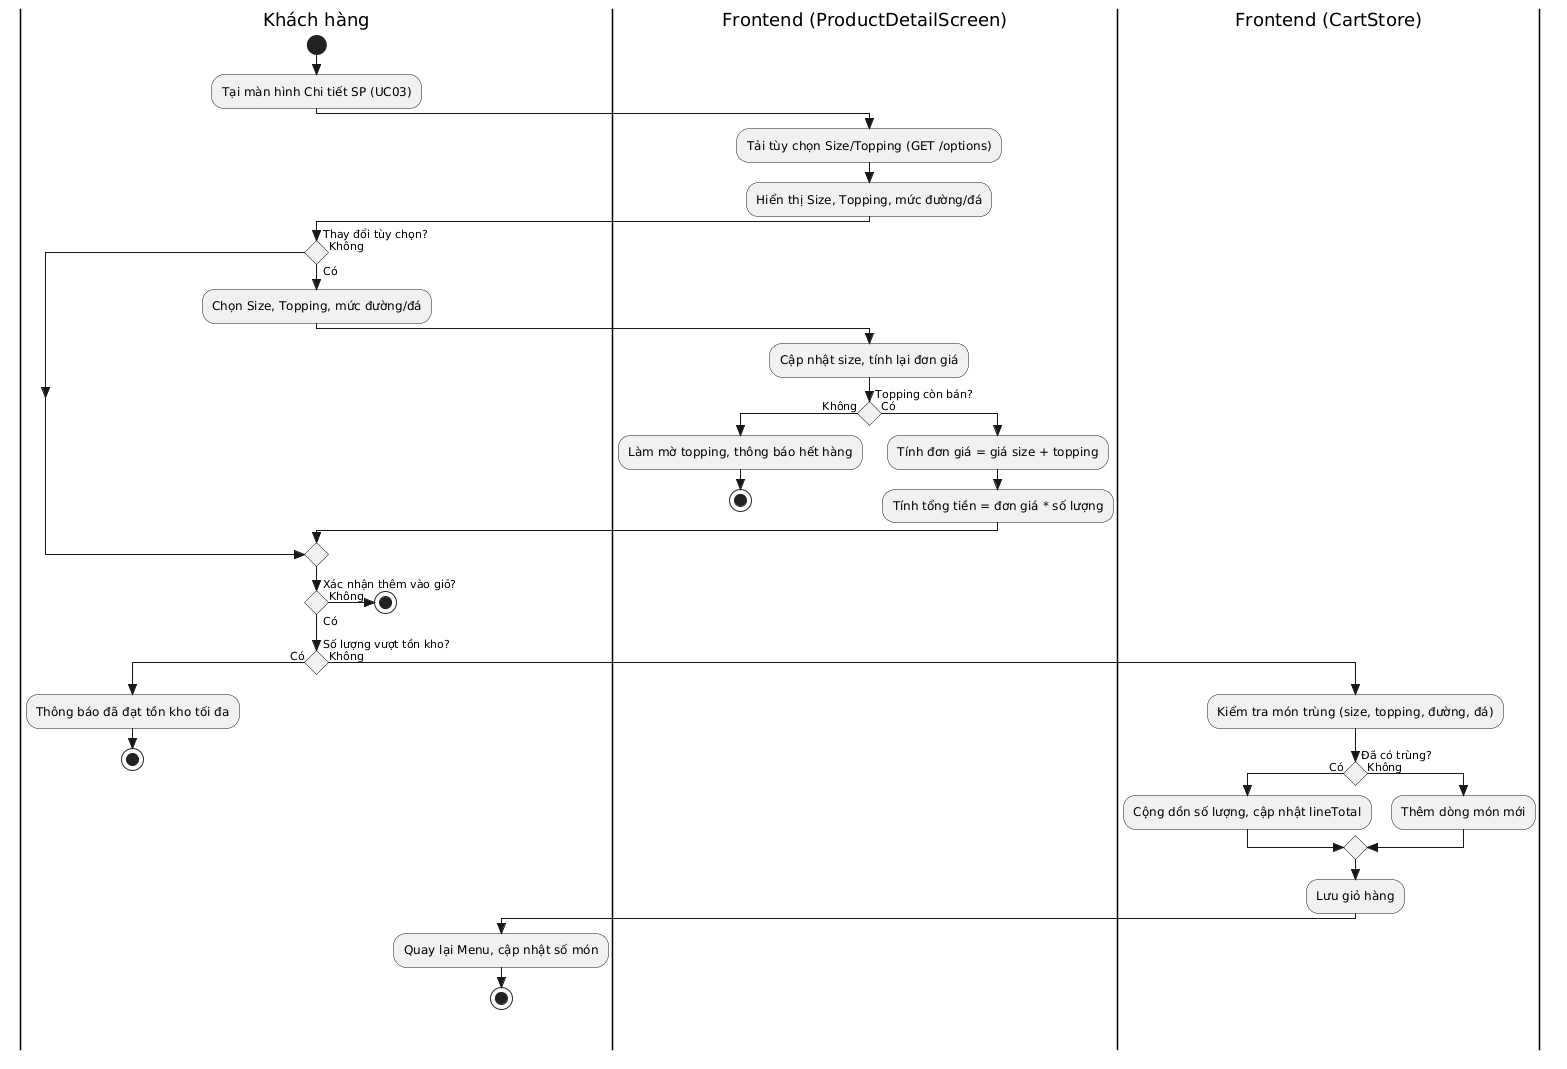 Khách hàng
Frontend (ProductDetailScreen)
Frontend (CartStore)
Tại màn hình Chi tiết SP (UC03)
Tải tùy chọn Size/Topping (GET /options)
Hiển thị Size, Topping, mức đường/đá
Thay đổi tùy chọn?
Không
Có
Chọn Size, Topping, mức đường/đá
Cập nhật size, tính lại đơn giá
Topping còn bán?
Không
Có
Làm mờ topping, thông báo hết hàng
Tính đơn giá = giá size + topping
Tính tổng tiền = đơn giá * số lượng
Xác nhận thêm vào giỏ?
Không
Có
Số lượng vượt tồn kho?
Có
Không
Thông báo đã đạt tồn kho tối đa
Kiểm tra món trùng (size, topping, đường, đá)
Đã có trùng?
Có
Không
Cộng dồn số lượng, cập nhật lineTotal
Thêm dòng món mới
Lưu giỏ hàng
Quay lại Menu, cập nhật số món